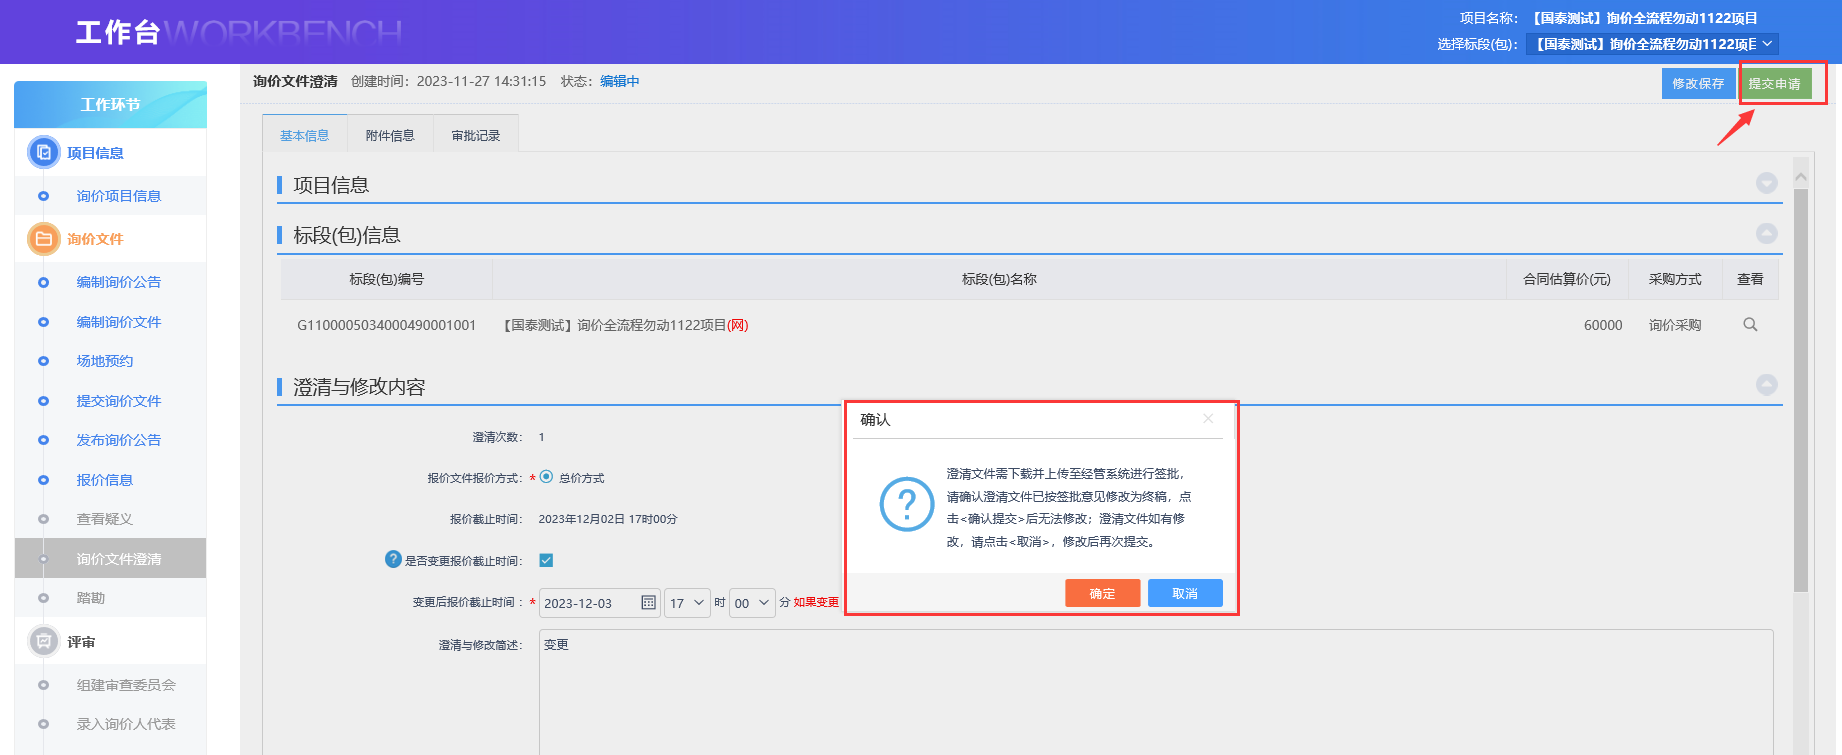 工作台WORKBENCH
项目名称：【国泰测试】询价全流程勿动1122项目
选择标段(包)：【国泰测试】询价全流程勿动1122项目
工作环节
项目信息
询价项目信息
询价文件
编制询价公告
编制询价文件
场地预约
提交询价文件
发布询价公告
报价信息
查看疑义
询价文件澄清
踏勘
评审
组建审查委员会
录入询价人代表
询价文件澄清 创建时间：2023-11-27 14:31:15 状态：编辑中
修改保存 提交申请
基本信息 附件信息 审批记录
项目信息
标段(包)信息
标段(包)编号 标段(包)名称 合同估算价(元) 采购方式 查看
G1100005034000490001001 【国泰测试】询价全流程勿动1122项目(网) 60000 询价采购
澄清与修改内容
澄清次数： 1
报价文件报价方式：* 总价方式
报价截止时间： 2023年12月02日 17时00分
?是否变更报价截止时间：
变更后报价截止时间：* 2023-12-03 17 时 00 分 如果变更
澄清与修改简述： 变更
确认
澄清文件需下载并上传至经管系统进行签批，
请确认澄清文件已按签批意见修改为终稿，点
击<确认提交>后无法修改；澄清文件如有修
改，请点击<取消>，修改后再次提交。
确定 取消